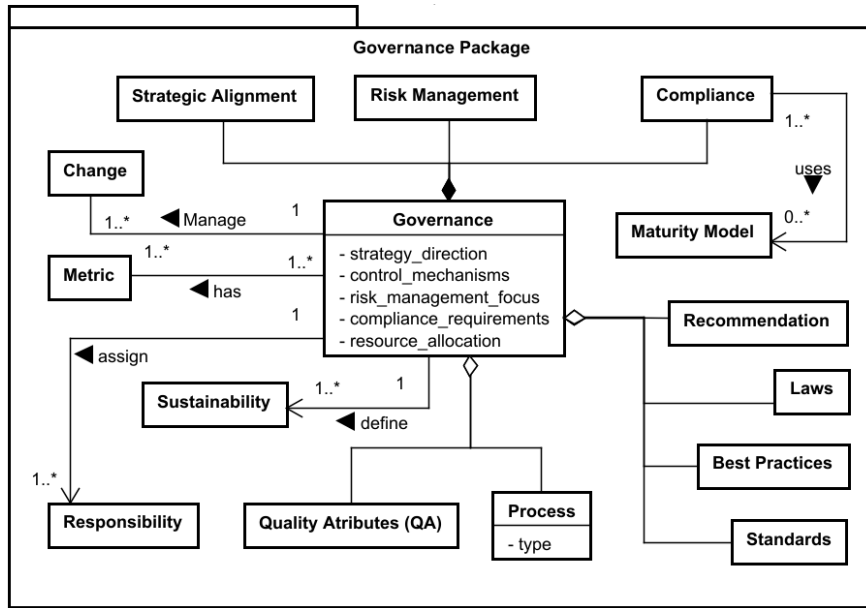 Governance Package
Strategic Alignment
Risk Management
Compliance
1..*
uses
0..*
Maturity Model
Change
1..*
Manage
1
Metric
1..*
has
1..*
Governance
- strategy_direction
- control_mechanisms
- risk_management_focus
- compliance_requirements
- resource_allocation
1
assign
1..*
Responsibility
Sustainability
1..*
1
define
Quality Atributes (QA)
Process
- type
Recommendation
Laws
Best Practices
Standards